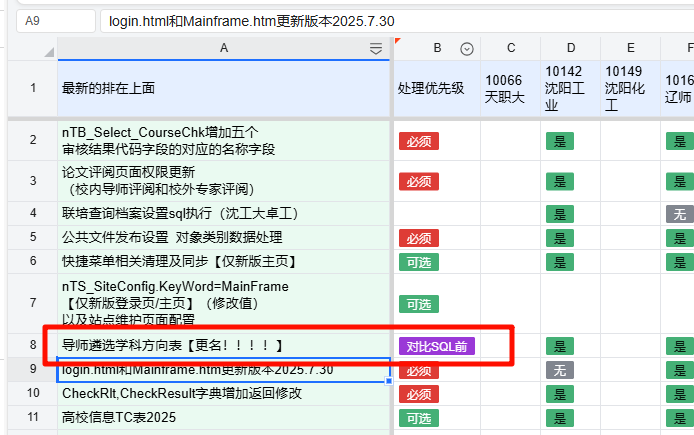 A9
login.html和Mainframe.htm更新版本2025.7.30
A B C D E F
1 最新的排在上面 处理优先级 10066 天职大 10142 沈阳工业 10149 沈阳化工 1016 辽师
2 nTB_Select_CourseChk增加五个
审核结果代码字段的对应的名称字段 必须 是 是
3 论文评阅页面权限更新
（校内导师评阅和校外专家评阅） 必须 是 是
4 联培查询档案设置sql执行（沈工大卓工） 是 无
5 公共文件发布设置 对象类别数据处理 必须 是 是
6 快捷菜单相关清理及同步【仅新版主页】 可选 是 是
7 nTS_SiteConfig.KeyWord=MainFrame
【仅新版登录页/主页】（修改值）
以及站点维护页面配置 可选 是 是
8 导师遴选学科方向表【更名！！！！】 对比SQL前 是 是
9 login.html和Mainframe.htm更新版本2025.7.30 必须 无 是
10 CheckRlt,CheckResult字典增加返回修改 必须 是 是
11 高校信息TC表2025 可选 是 是